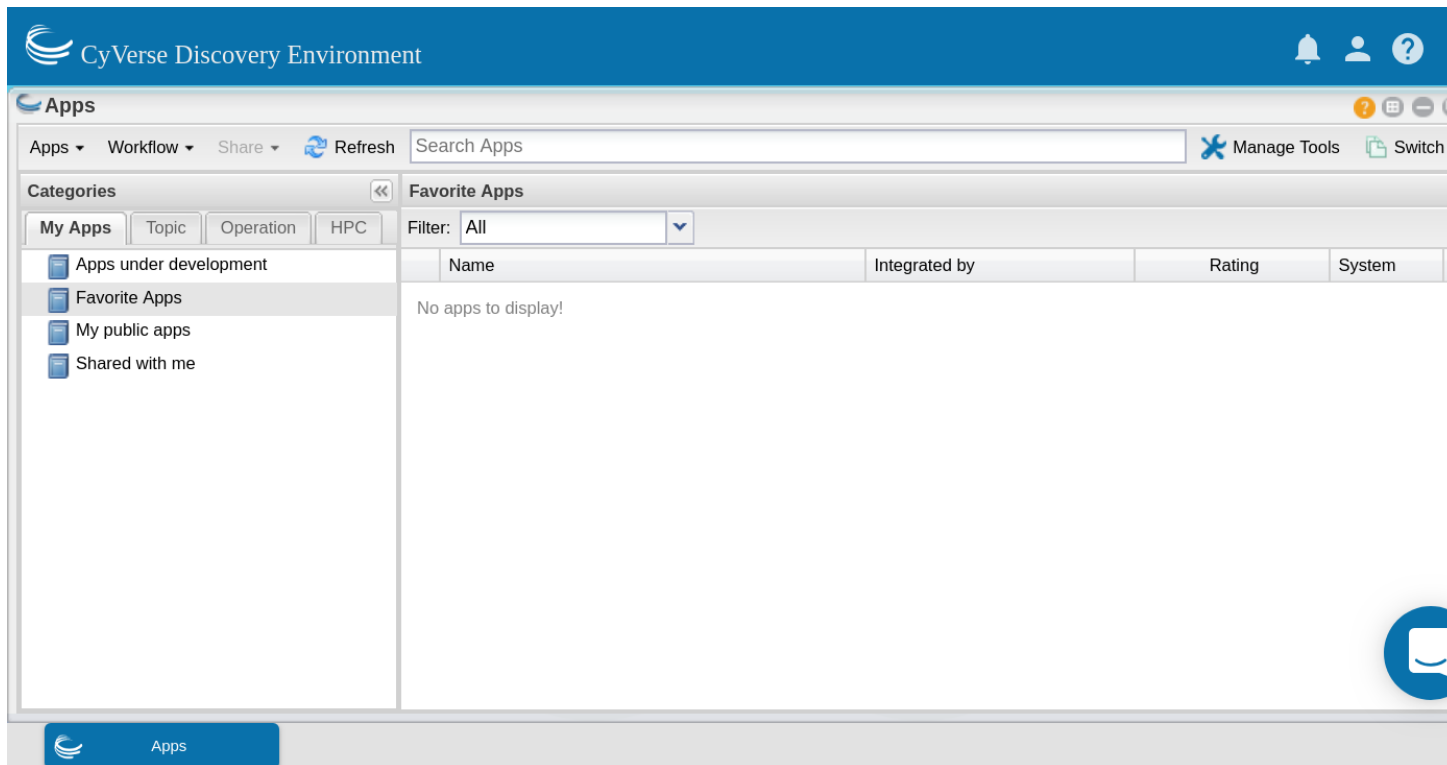 CyVerse Discovery Environment
Apps
Apps Workflow Share Refresh Search Apps Manage Tools Switch
Categories Favorite Apps
My Apps Topic Operation HPC Filter: All
Name Integrated by Rating System
Apps under development
Favorite Apps
My public apps
Shared with me
No apps to display!
Apps